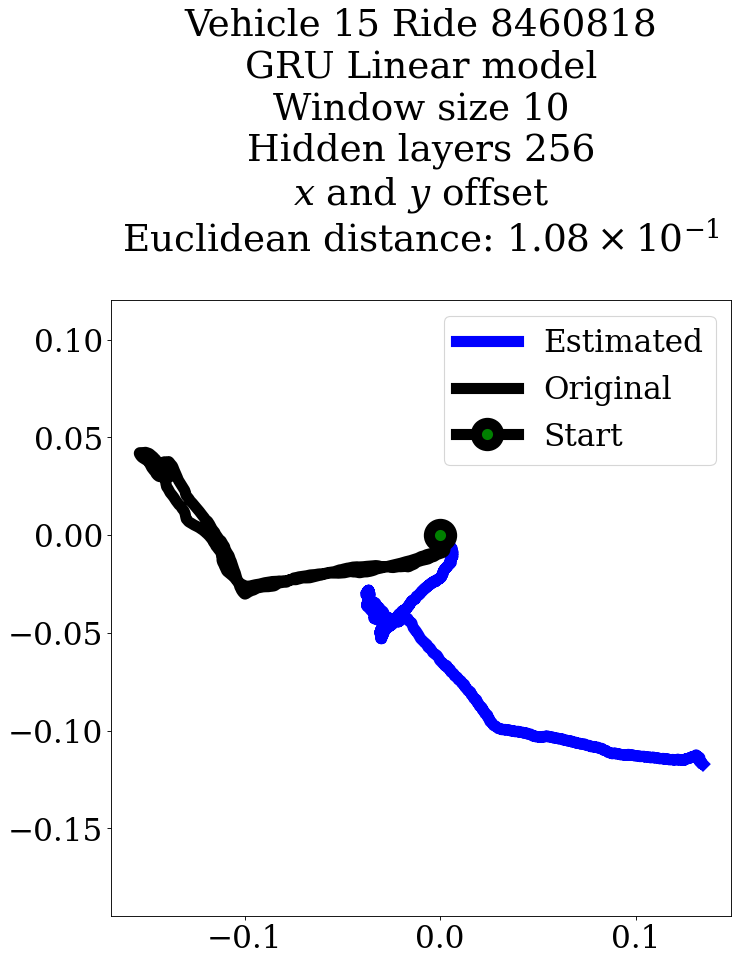 Vehicle 15 Ride 8460818
GRU Linear model
Window size 10
Hidden layers 256
x and y offset
Euclidean distance: 1.08 × 10⁻¹
Estimated
Original
Start
0.10
0.05
0.00
−0.05
−0.10
−0.15
−0.1 0.0 0.1